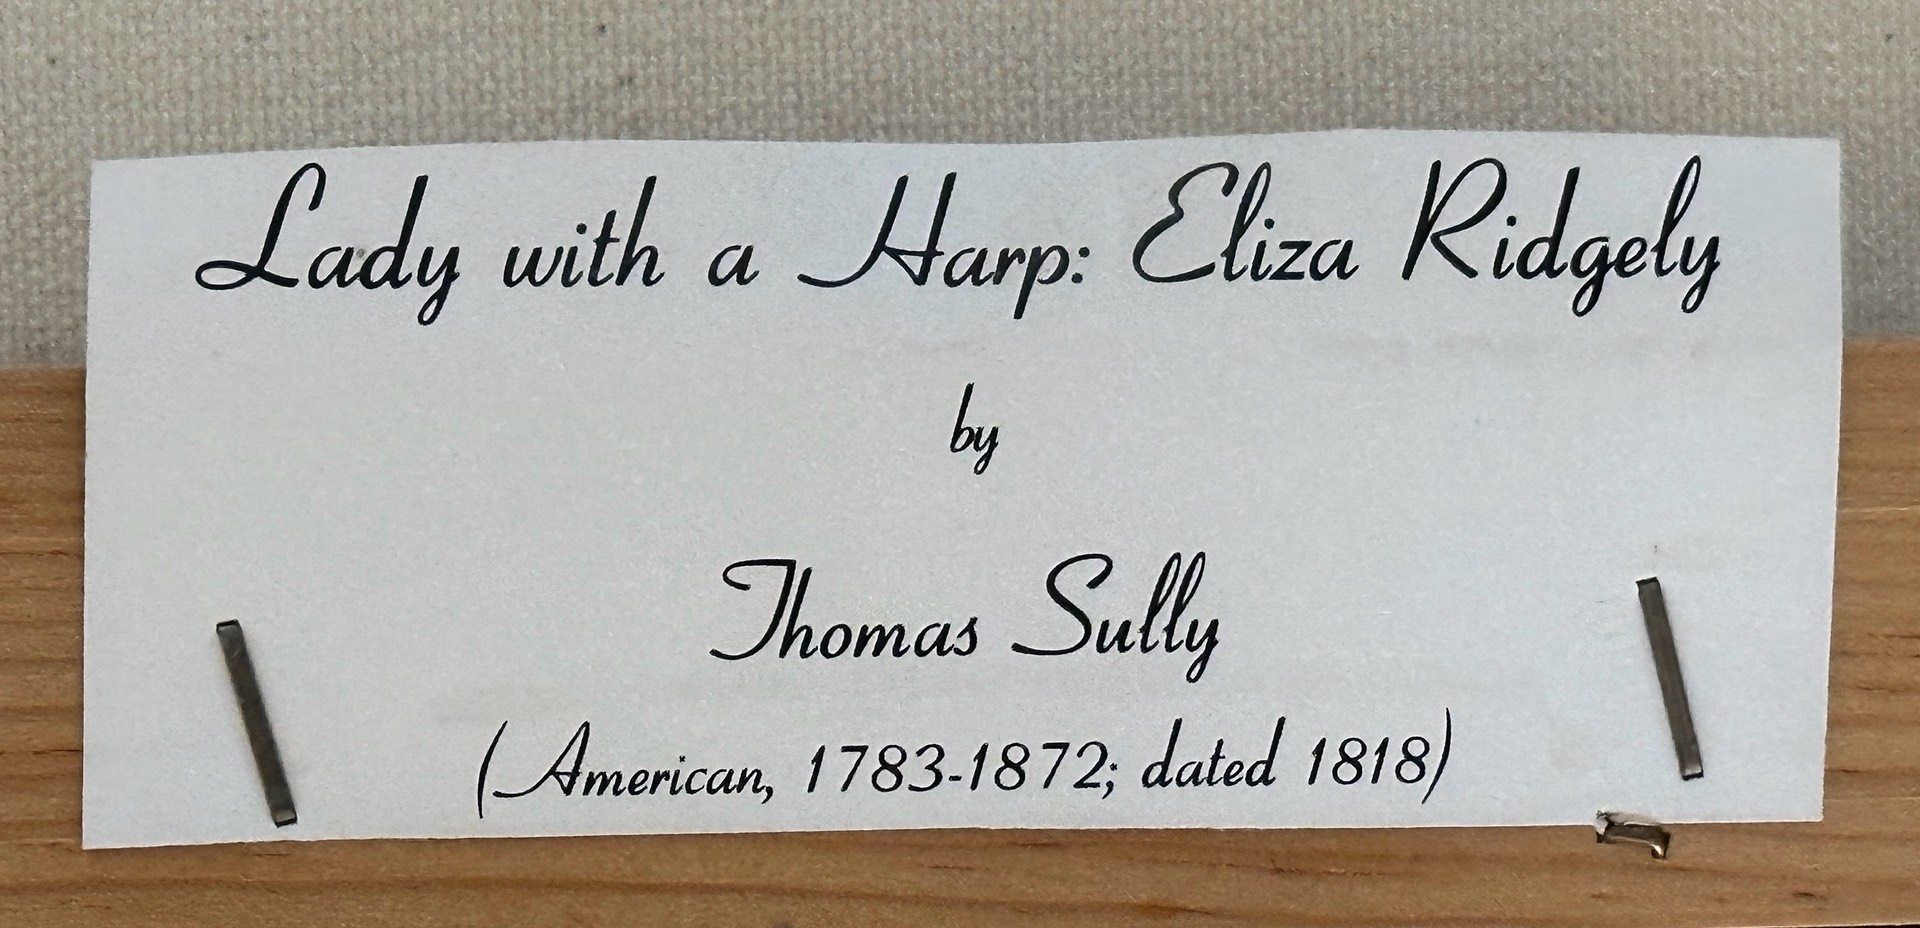 Lady with a Harp: Eliza Ridgely
by
Thomas Sully
(American, 1783-1872; dated 1818)